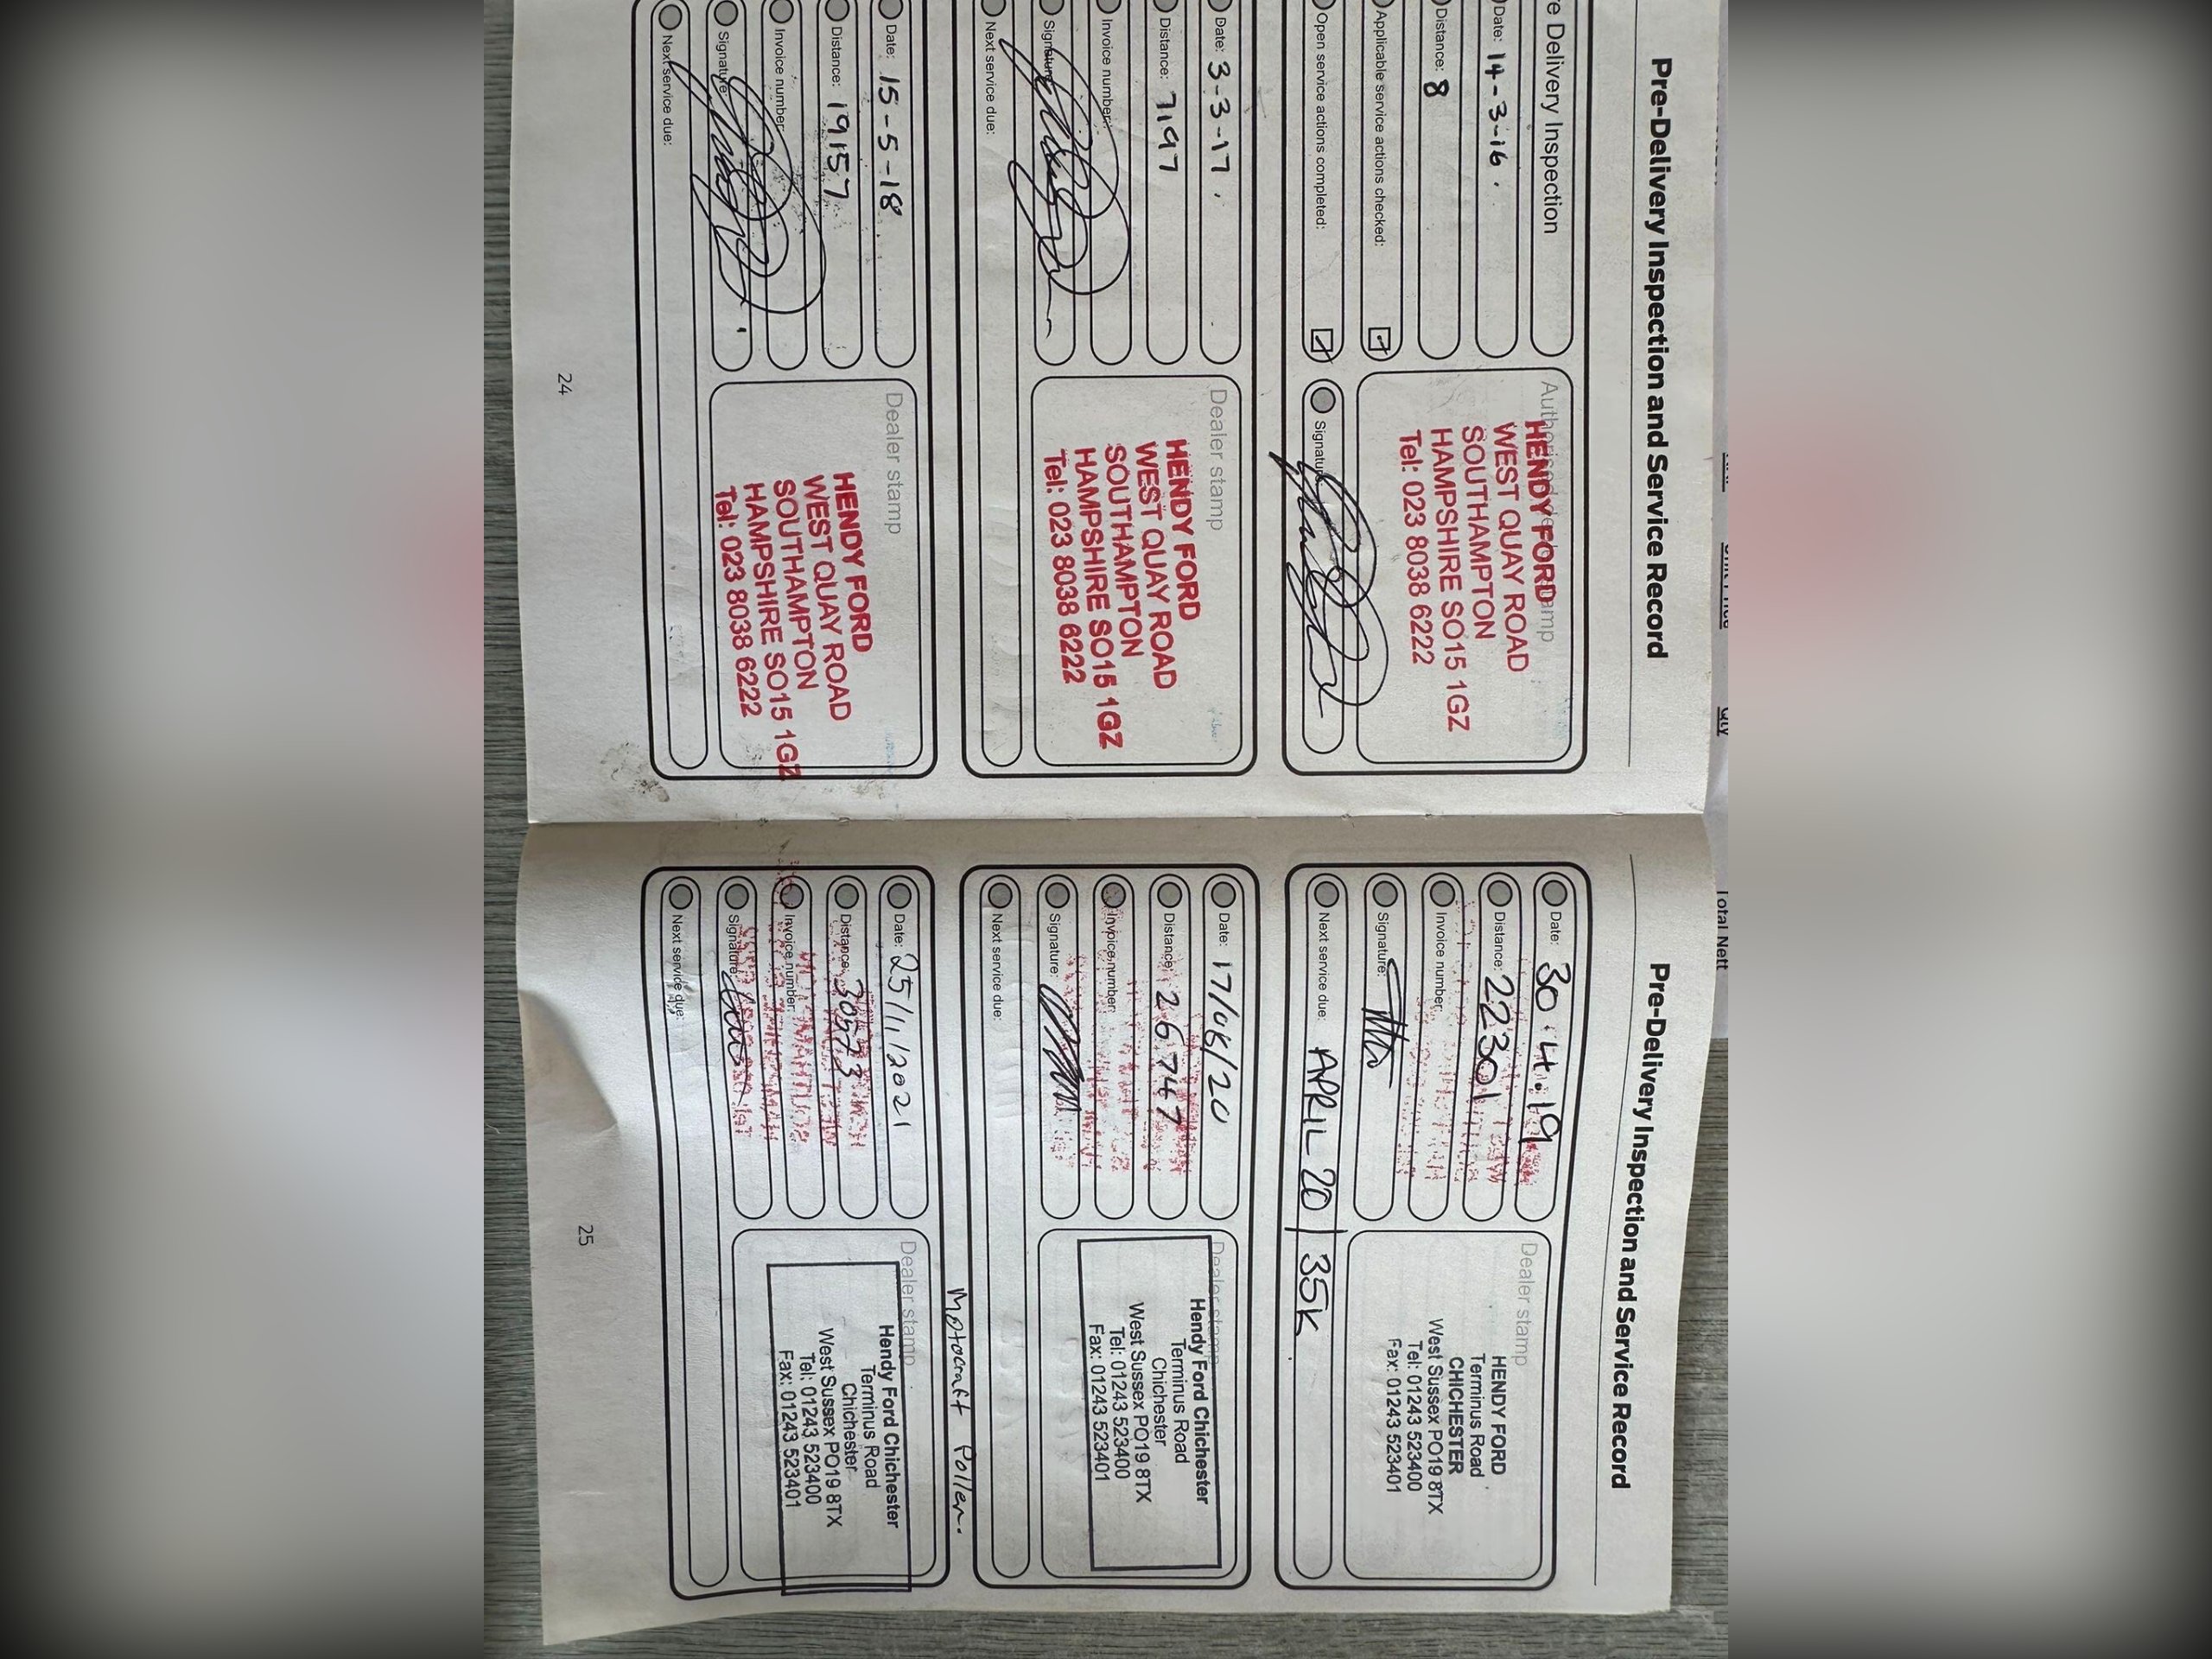 Pre-Delivery Inspection and Service Record
re Delivery Inspection
Date: 14-3-16.
Distance: 8
Applicable service actions checked:
Open service actions completed:
HENDY FORD
WEST QUAY ROAD
SOUTHAMPTON
HAMPSHIRE SO15 1GZ
Tel: 023 8038 6222
Signature
Date: 3-3-17.
Distance: 7,197
Invoice number:
Signature
Next service due:
Dealer stamp
HENDY FORD
WEST QUAY ROAD
SOUTHAMPTON
HAMPSHIRE SO15 1GZ
Tel: 023 8038 6222
Date: 15-5-18
Distance: 19157
Invoice number:
Signature:
Next service due:
Dealer stamp
HENDY FORD
WEST QUAY ROAD
SOUTHAMPTON
HAMPSHIRE SO15 1GZ
Tel: 023 8038 6222
24
Pre-Delivery Inspection and Service Record
Date: 30.4.19
Distance: 22301
Invoice number:
Signature:
Next service due: APRIL 20 | 35K
Dealer stamp
HENDY FORD
Terminus Road
CHICHESTER
West Sussex PO19 8TX
Tel: 01243 523400
Fax: 01243 523401
Date: 17/08/20
Distance: 26747
Invoice number:
Signature:
Next service due:
Dealer stamp
Hendy Ford Chichester
Terminus Road
Chichester
West Sussex PO19 8TX
Tel: 01243 523400
Fax: 01243 523401
Motocraft Pollen.
Date: 25/11/2021
Distance:
Invoice number:
Signature:
Next service due:
Dealer stamp
Hendy Ford Chichester
Terminus Road
Chichester
West Sussex PO19 8TX
Tel: 01243 523400
Fax: 01243 523401
25
Total Nett